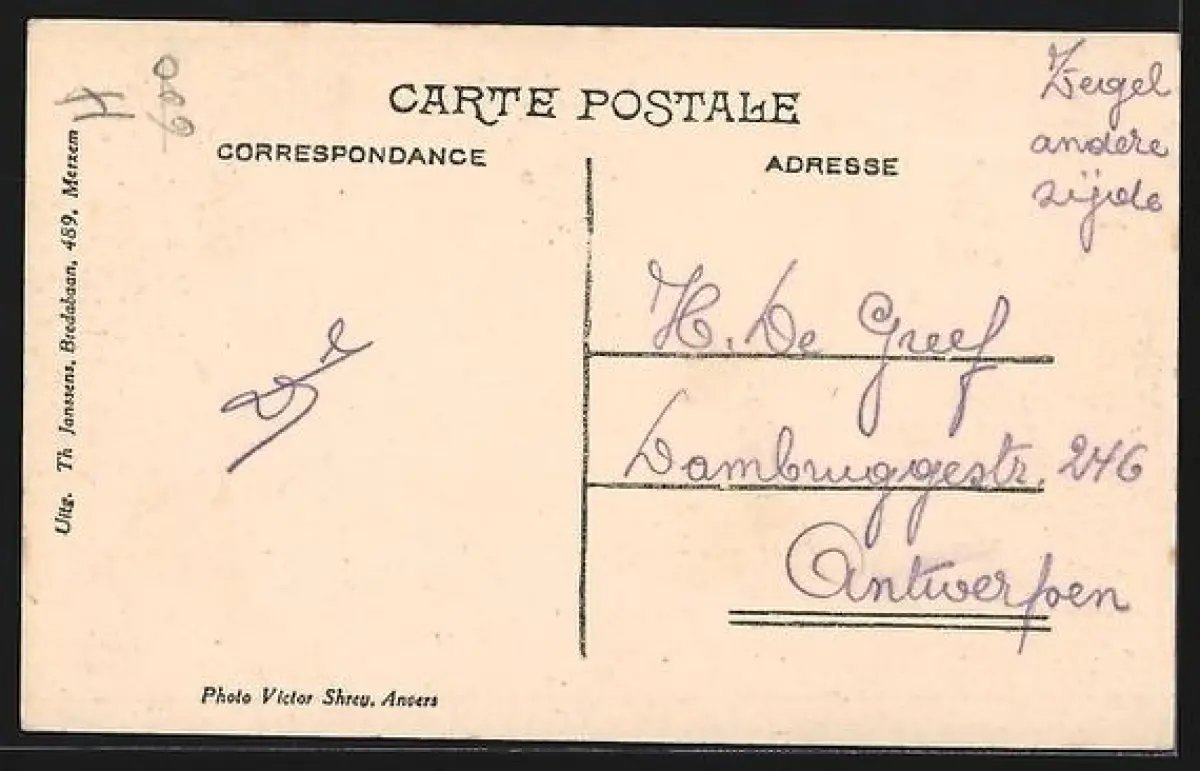 CARTE POSTALE
CORRESPONDANCE
ADRESSE
Zegel
andere
zijde
H. De Greef
Dambruggestr. 246
Antwerpen
Uitg. Th Janssens, Bredabaan, 489, Merxem
Photo Victor Shrey, Anvers